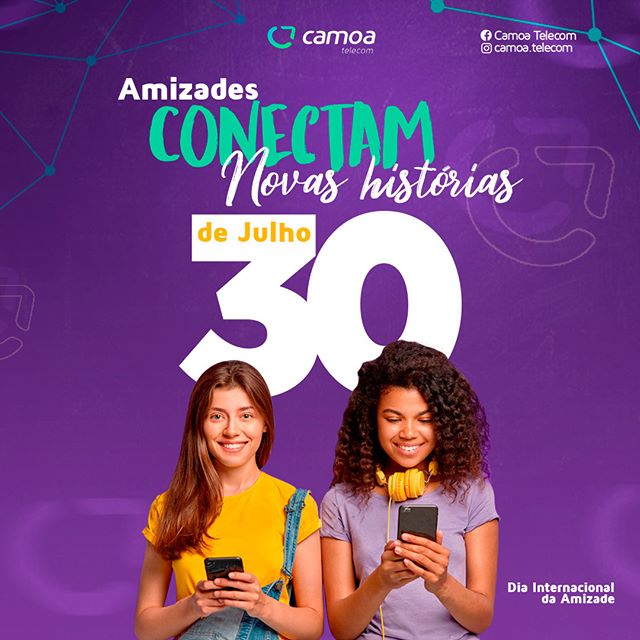 camoa
telecom
Camoa Telecom
camoa.telecom
Amizades
CONECTAM
Novas histórias
de Julho
30
Dia Internacional
da Amizade